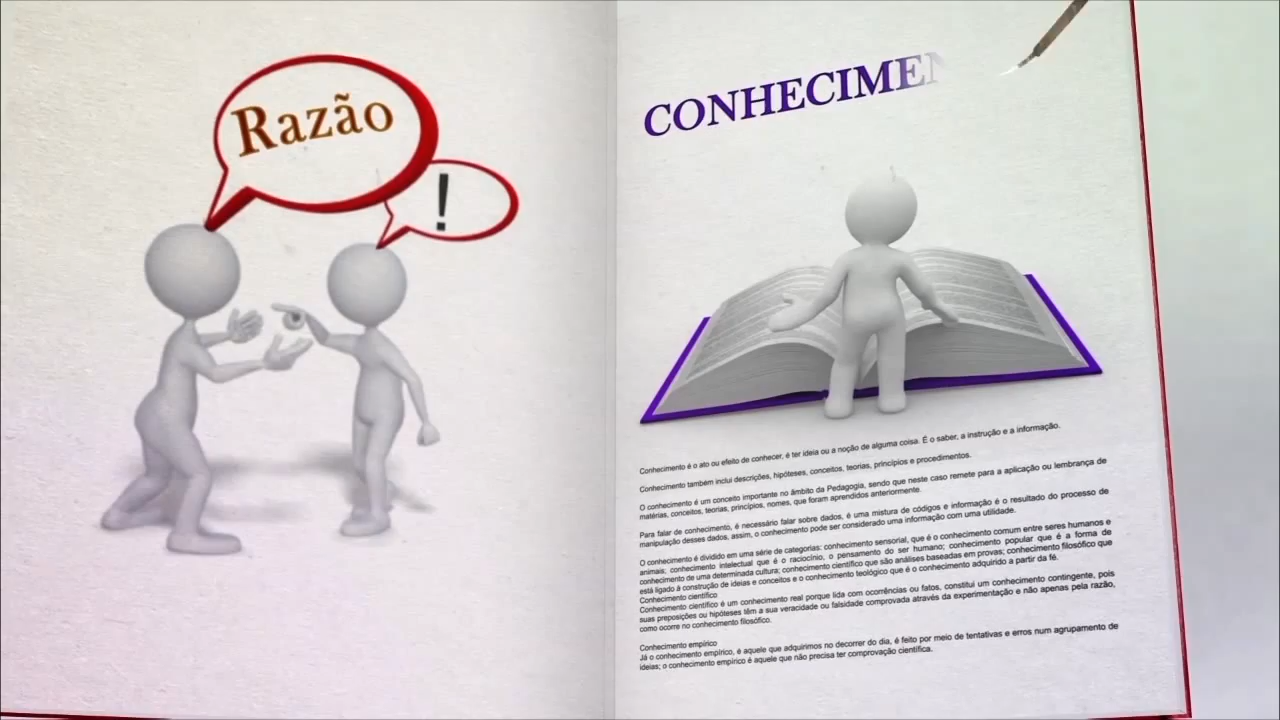 Razão
!
CONHECIMEN
Conhecimento é o ato ou efeito de conhecer, é ter ideia ou a noção de alguma coisa. É o saber, a instrução e a informação.
Conhecimento também inclui descrições, hipóteses, conceitos, teorias, princípios e procedimentos.
O conhecimento é um conceito importante no âmbito da Pedagogia, sendo que neste caso remete para a aplicação ou lembrança de
matérias, conceitos, teorias, princípios, nomes, que foram aprendidos anteriormente.
Para falar de conhecimento, é necessário falar sobre dados, é uma mistura de códigos e informação é o resultado do processo de
manipulação desses dados, assim, o conhecimento pode ser considerado uma informação com uma utilidade.
O conhecimento é dividido em uma série de categorias: conhecimento sensorial, que é o conhecimento comum entre seres humanos e
animais; conhecimento intelectual que é o raciocínio, o pensamento do ser humano; conhecimento popular que é a forma de
conhecimento de uma determinada cultura; conhecimento científico que são análises baseadas em provas; conhecimento filosófico que
está ligado à construção de ideias e conceitos e o conhecimento teológico que é o conhecimento adquirido a partir da fé.
Conhecimento científico
Conhecimento científico é um conhecimento real porque lida com ocorrências ou fatos, constitui um conhecimento contingente, pois
suas preposições ou hipóteses têm a sua veracidade ou falsidade comprovada através da experimentação e não apenas pela razão,
como ocorre no conhecimento filosófico.
Conhecimento empírico
Já o conhecimento empírico, é aquele que adquirimos no decorrer do dia, é feito por meio de tentativas e erros num agrupamento de
ideias; o conhecimento empírico é aquele que não precisa ter comprovação científica.